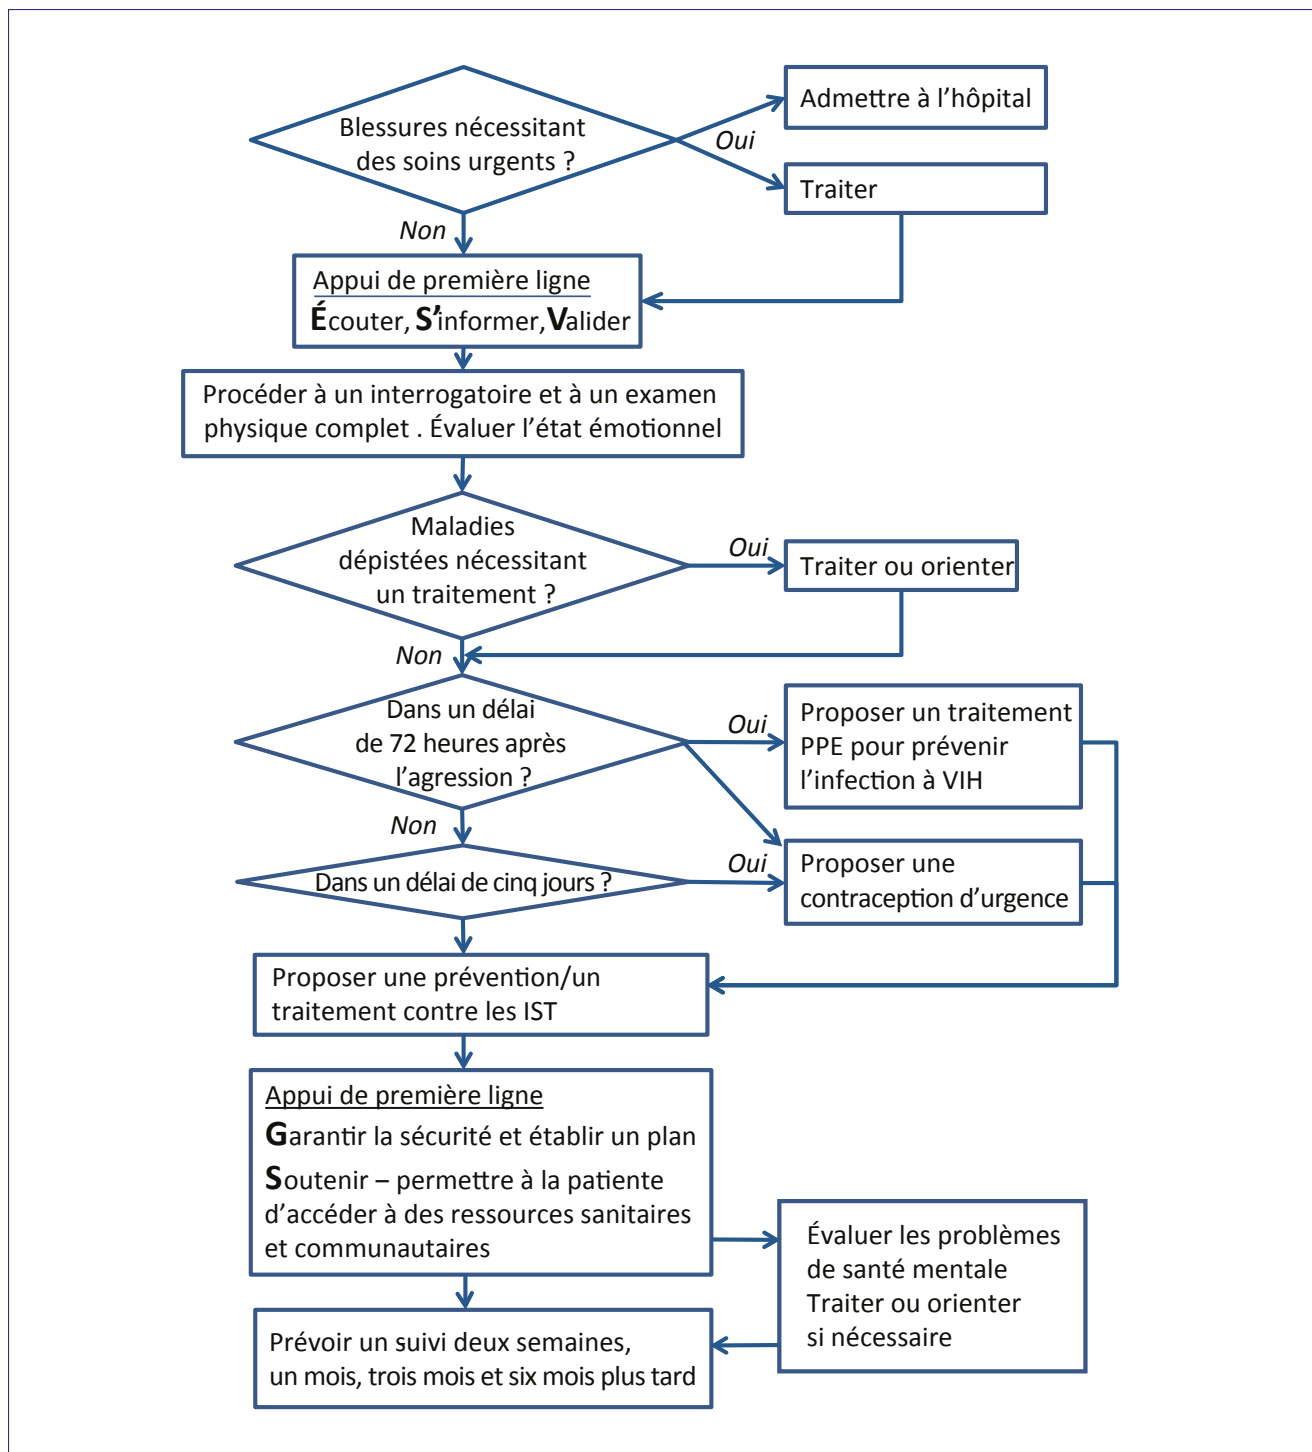 Blessures nécessitant
des soins urgents ?
Oui
Admettre à l’hôpital
Traiter
Non
Appui de première ligne
Écouter, S’informer, Valider
Procéder à un interrogatoire et à un examen
physique complet . Évaluer l’état émotionnel
Maladies
dépistées nécessitant
un traitement ?
Oui
Traiter ou orienter
Non
Dans un délai
de 72 heures après
l’agression ?
Oui
Proposer un traitement
PPE pour prévenir
l’infection à VIH
Non
Dans un délai de cinq jours ?
Oui
Proposer une
contraception d’urgence
Proposer une prévention/un
traitement contre les IST
Appui de première ligne
Garantir la sécurité et établir un plan
Soutenir – permettre à la patiente
d’accéder à des ressources sanitaires
et communautaires
Évaluer les problèmes
de santé mentale
Traiter ou orienter
si nécessaire
Prévoir un suivi deux semaines,
un mois, trois mois et six mois plus tard